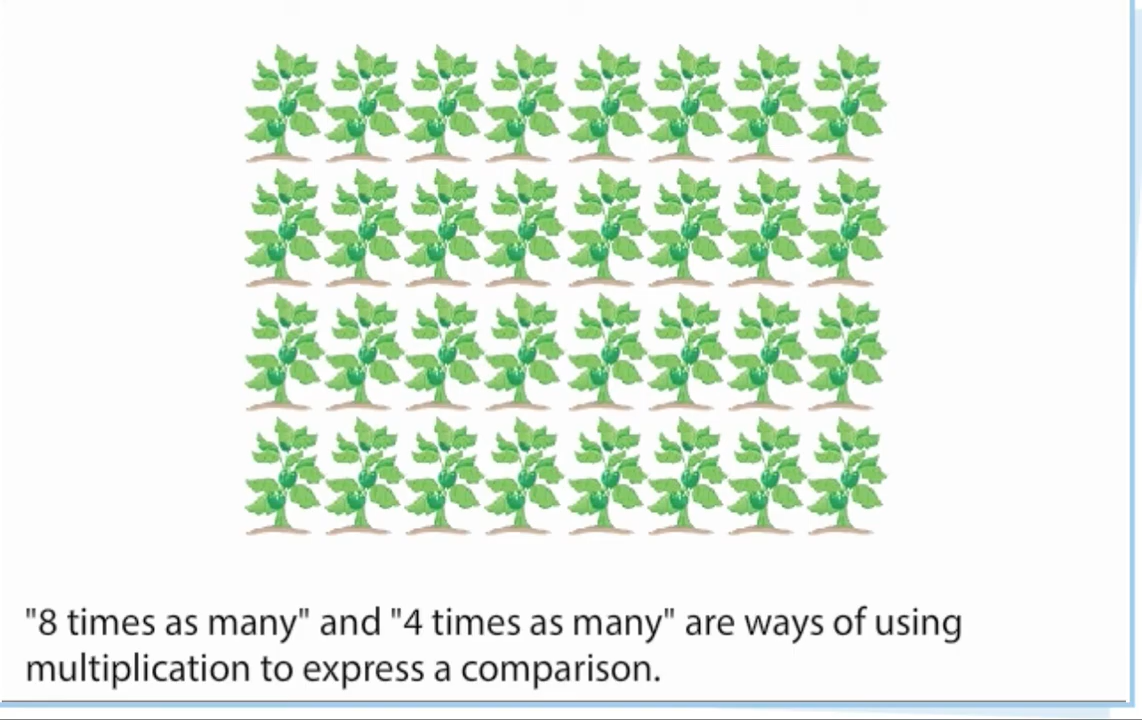 "8 times as many" and "4 times as many" are ways of using
multiplication to express a comparison.